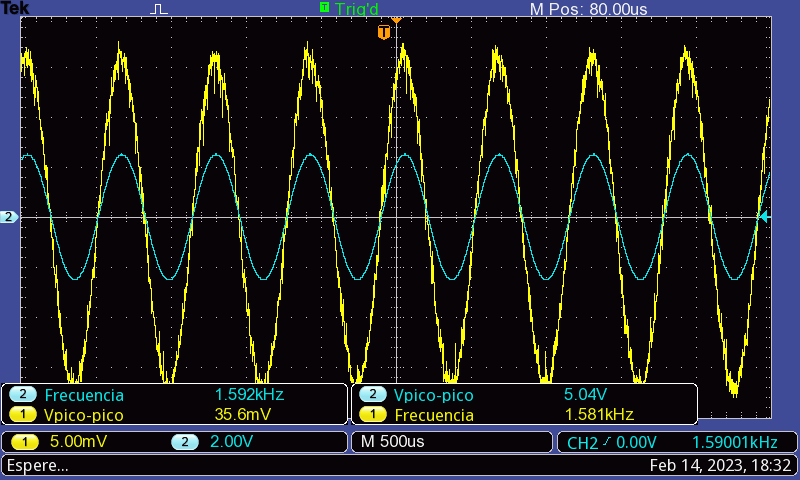 Tek T Trig'd M Pos: 80.00us
T
2
2 Frecuencia 1.592kHz 2 Vpico-pico 5.04V
1 Vpico-pico 35.6mV 1 Frecuencia 1.581kHz
1 5.00mV 2 2.00V M 500us CH2 0.00V 1.59001kHz
Espere... Feb 14, 2023, 18:32